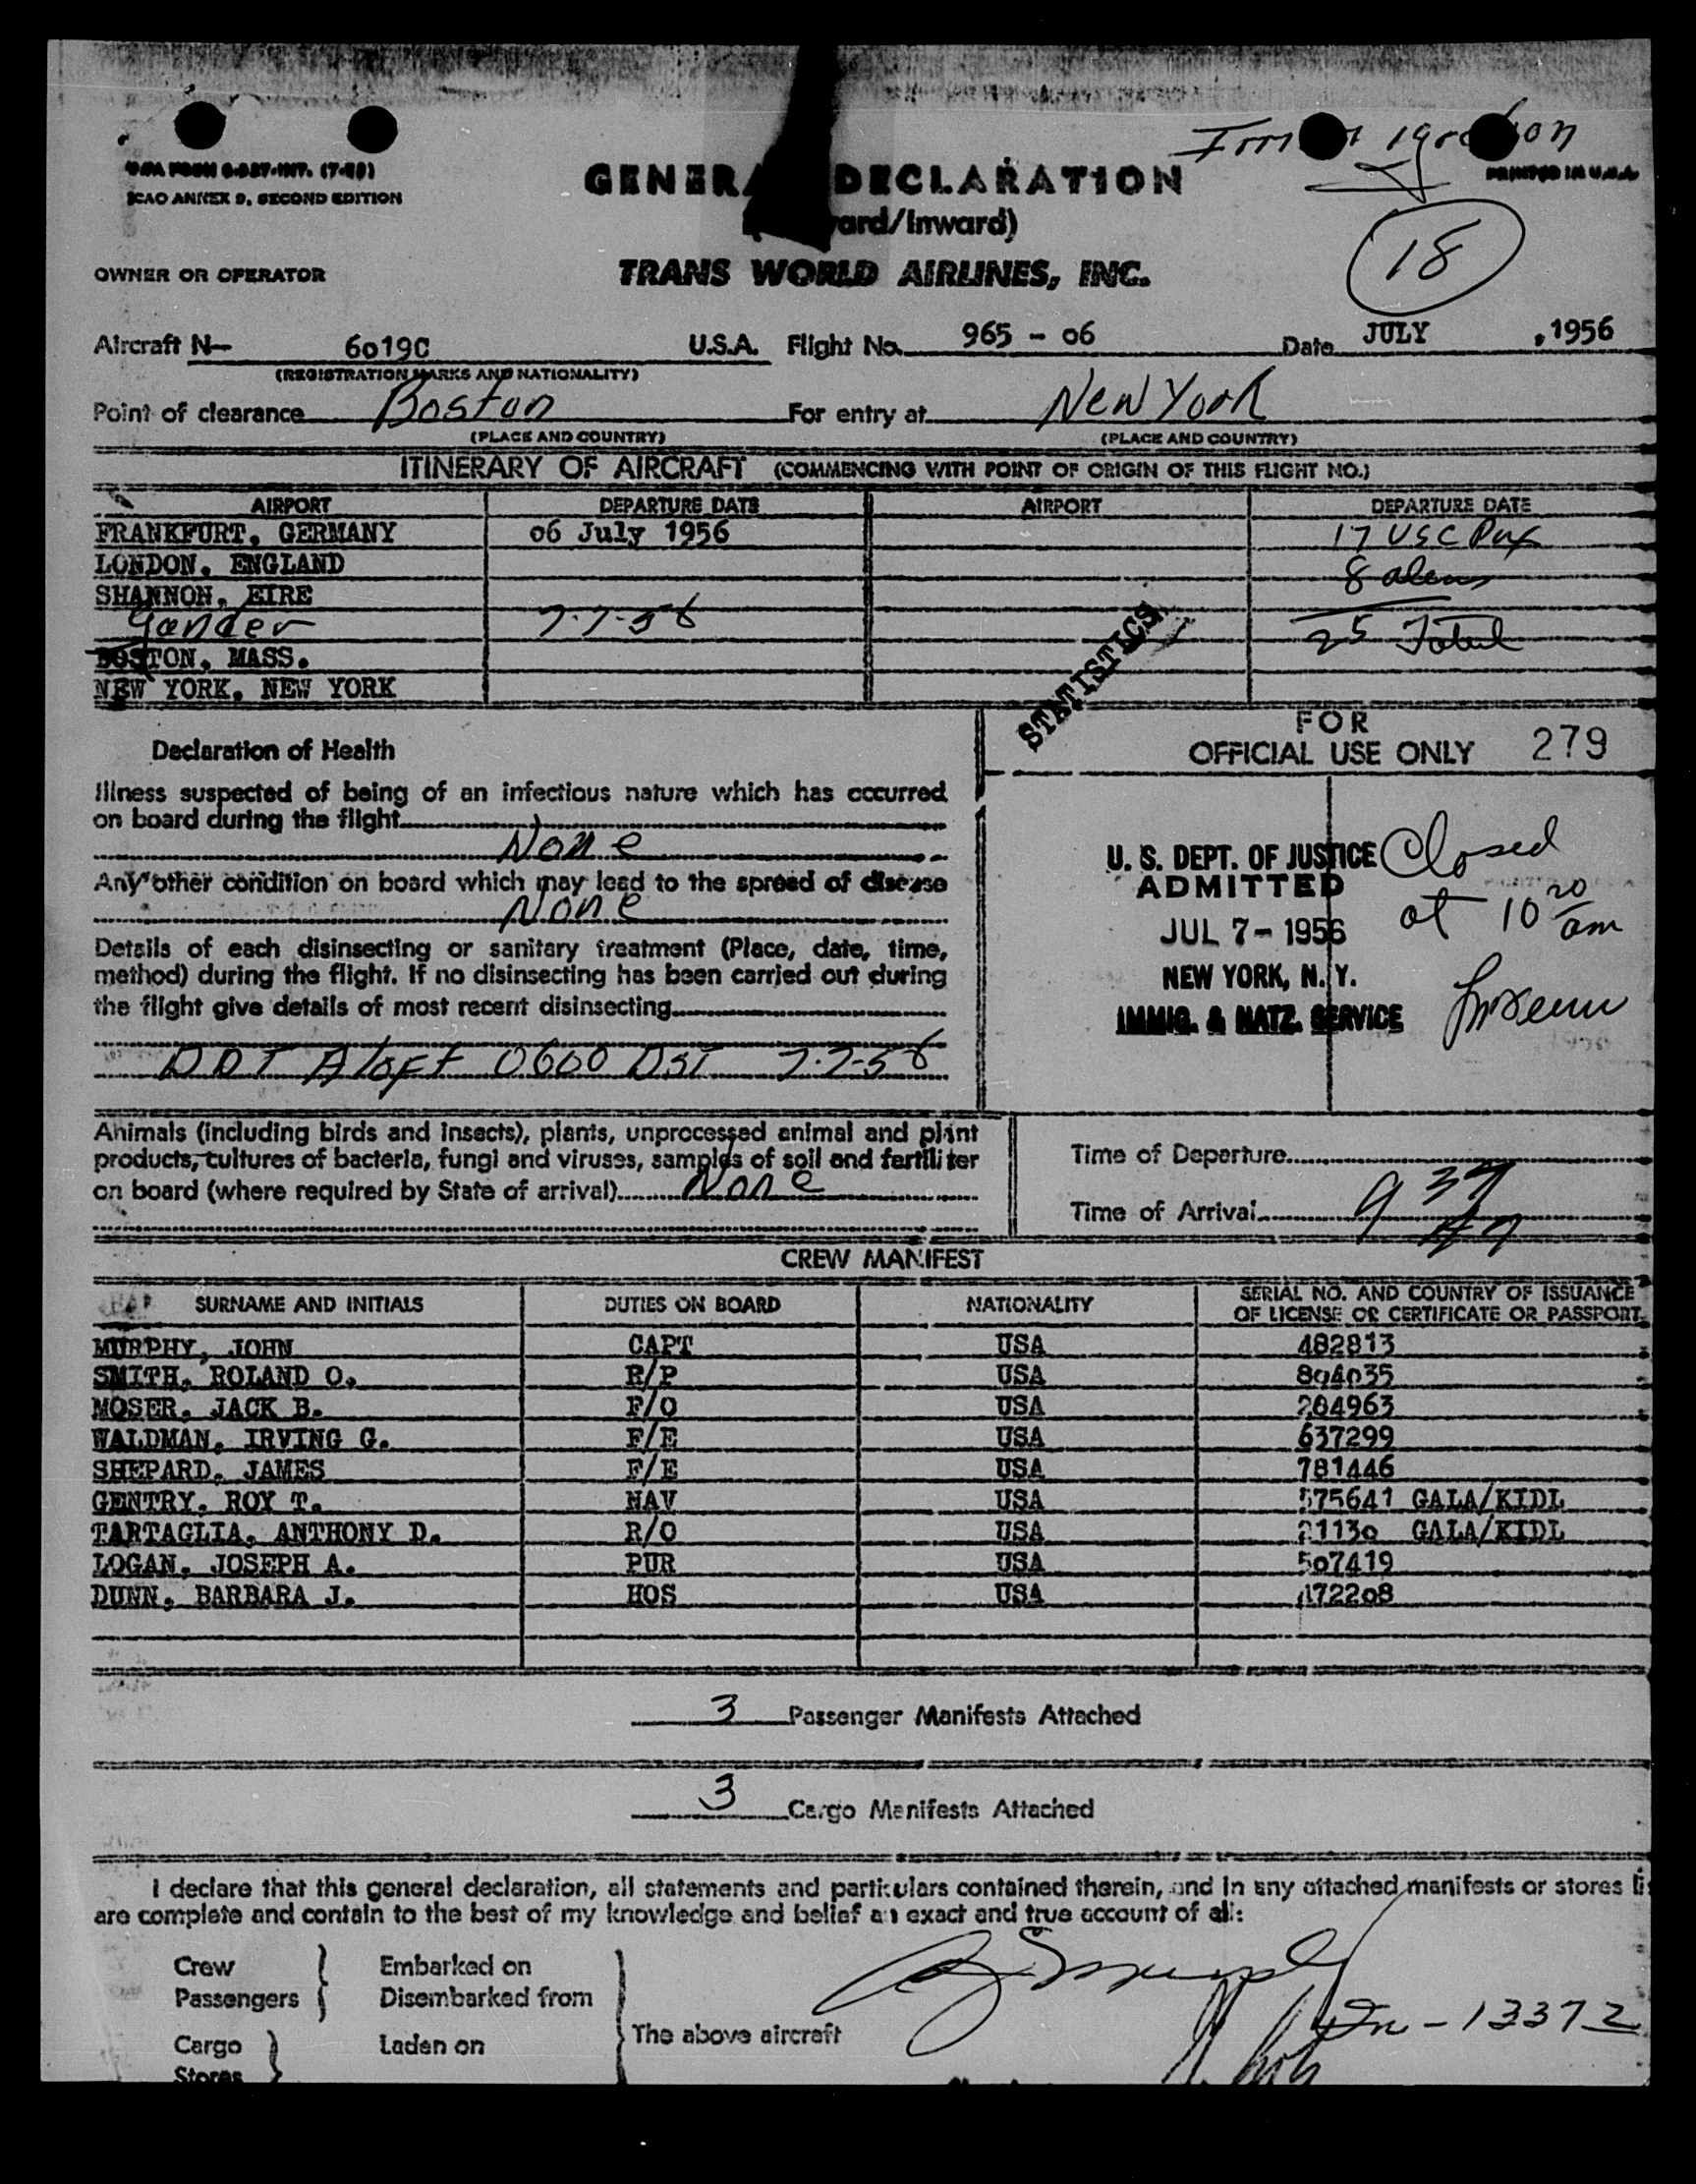 ICAO ANNEX 9, SECOND EDITION
PRINTED IN U.S.A.
GENERA DECLARATION
ard/Inward)
18
OWNER OR OPERATOR TRANS WORLD AIRLINES, INC.
Aircraft N— 6019C U.S.A. Flight No. 965 - 06 Date JULY , 1956
(REGISTRATION MARKS AND NATIONALITY)
Point of clearance Boston For entry at New York
(PLACE AND COUNTRY) (PLACE AND COUNTRY)
ITINERARY OF AIRCRAFT (COMMENCING WITH POINT OF ORIGIN OF THIS FLIGHT NO.)
AIRPORT DEPARTURE DATE AIRPORT DEPARTURE DATE
FRANKFURT, GERMANY 06 July 1956 17 USC Pax
LONDON, ENGLAND 8 aliens
SHANNON, EIRE
Gander 7-7-56 25 Total
BOSTON, MASS.
NEW YORK, NEW YORK
STATISTICS
FOR
OFFICIAL USE ONLY 279
Declaration of Health
Illness suspected of being of an infectious nature which has occurred
on board during the flight
None
Any other condition on board which may lead to the spread of disease
None
Details of each disinsecting or sanitary treatment (Place, date, time,
method) during the flight. If no disinsecting has been carried out during
the flight give details of most recent disinsecting
DDT Aloft 0600 DST 7-7-56
U. S. DEPT. OF JUSTICE
ADMITTED
JUL 7 - 1956
NEW YORK, N. Y.
IMMIG. & NATZ. SERVICE
Closed
at 10 20 am
Animals (including birds and insects), plants, unprocessed animal and plant
products, cultures of bacteria, fungi and viruses, samples of soil and fertilizer
on board (where required by State of arrival) None
Time of Departure
Time of Arrival 9 37
CREW MANIFEST
SURNAME AND INITIALS DUTIES ON BOARD NATIONALITY SERIAL NO. AND COUNTRY OF ISSUANCE
OF LICENSE OR CERTIFICATE OR PASSPORT.
MURPHY, JOHN CAPT USA 482813
SMITH, ROLAND O. R/P USA 804035
MOSER, JACK B. F/O USA 204963
WALDMAN, IRVING G. F/E USA 637299
SHEPARD, JAMES F/E USA 781446
GENTRY, ROY T. NAV USA 575641 GALA/KIDL
TARTAGLIA, ANTHONY D. R/O USA 21130 GALA/KIDL
LOGAN, JOSEPH A. PUR USA 507419
DUNN, BARBARA J. HOS USA 472208
3 Passenger Manifests Attached
3 Cargo Manifests Attached
I declare that this general declaration, all statements and particulars contained therein, and in any attached manifests or stores li
are complete and contain to the best of my knowledge and belief an exact and true account of all:
Crew Embarked on
Passengers Disembarked from
The above aircraft
Cargo Laden on
Stores
13372